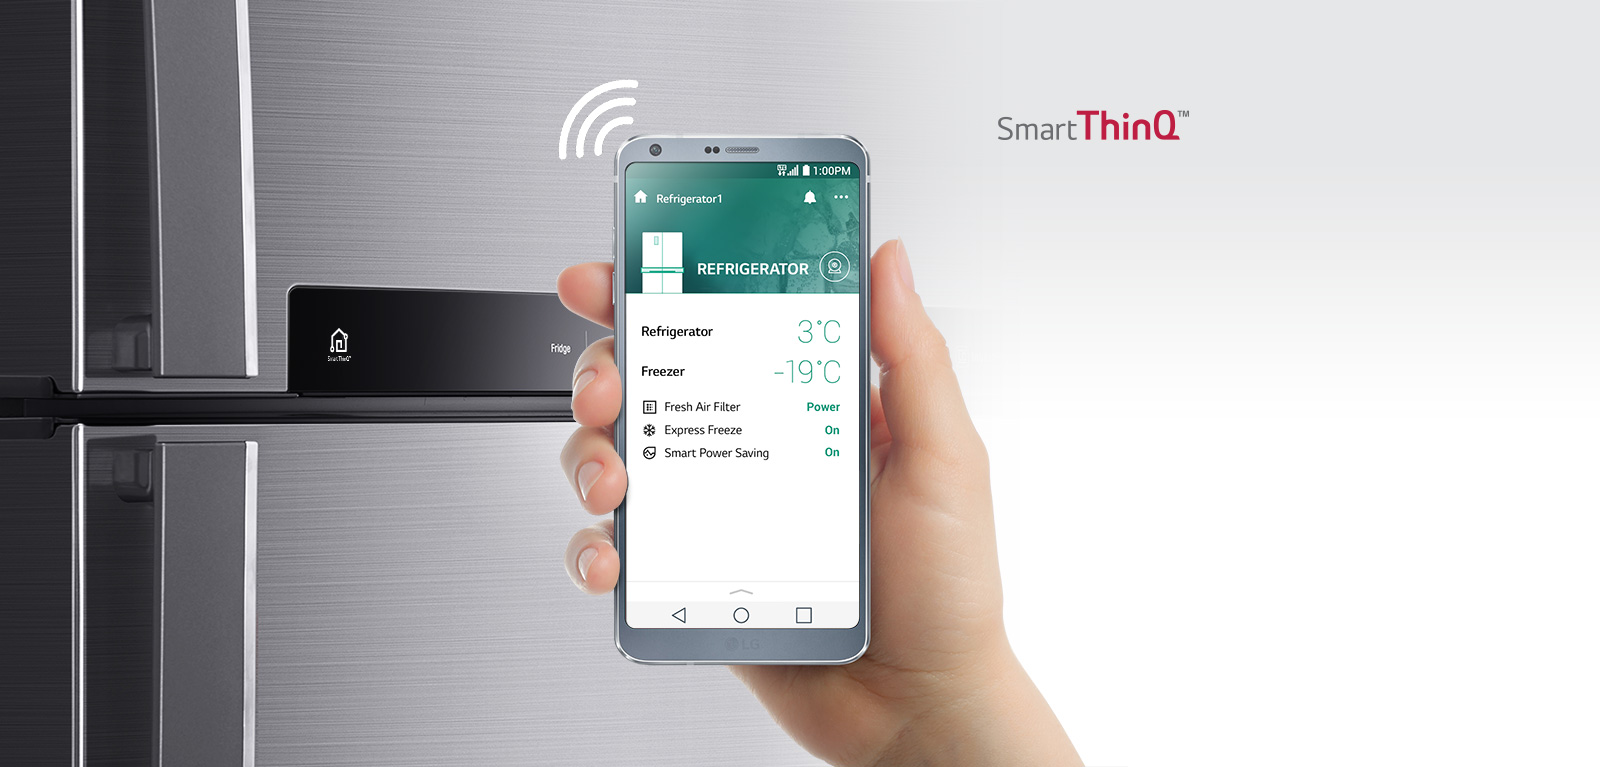 SmartThinQ™
1:00PM
Refrigerator1
REFRIGERATOR
Refrigerator 3°C
Freezer -19°C
Fresh Air Filter Power
Express Freeze On
Smart Power Saving On
LG
SmartThinQ™
Fridge